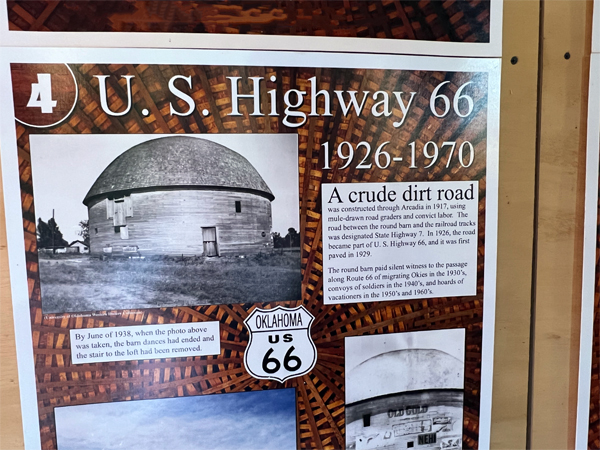 4
U. S. Highway 66
1926-1970
A crude dirt road
was constructed through Arcadia in 1917, using
mule-drawn road graders and convict labor. The
road between the round barn and the railroad tracks
was designated State Highway 7. In 1926, the road
became part of U. S. Highway 66, and it was first
paved in 1929.
The round barn paid silent witness to the passage
along Route 66 of migrating Okies in the 1930's,
convoys of soldiers in the 1940's, and hoards of
vacationers in the 1950's and 1960's.
By June of 1938, when the photo above
was taken, the barn dances had ended and
the stair to the loft had been removed.
OKLAHOMA
US
66
OLD GOLD
NEW